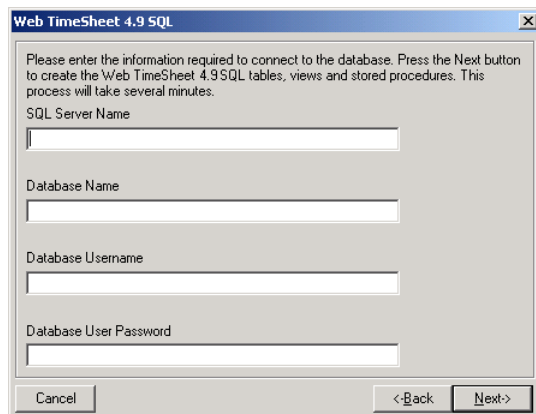 Web TimeSheet 4.9 SQL
Please enter the information required to connect to the database. Press the Next button
to create the Web TimeSheet 4.9 SQL tables, views and stored procedures. This
process will take several minutes.
SQL Server Name
Database Name
Database Username
Database User Password
Cancel
<-Back
Next->